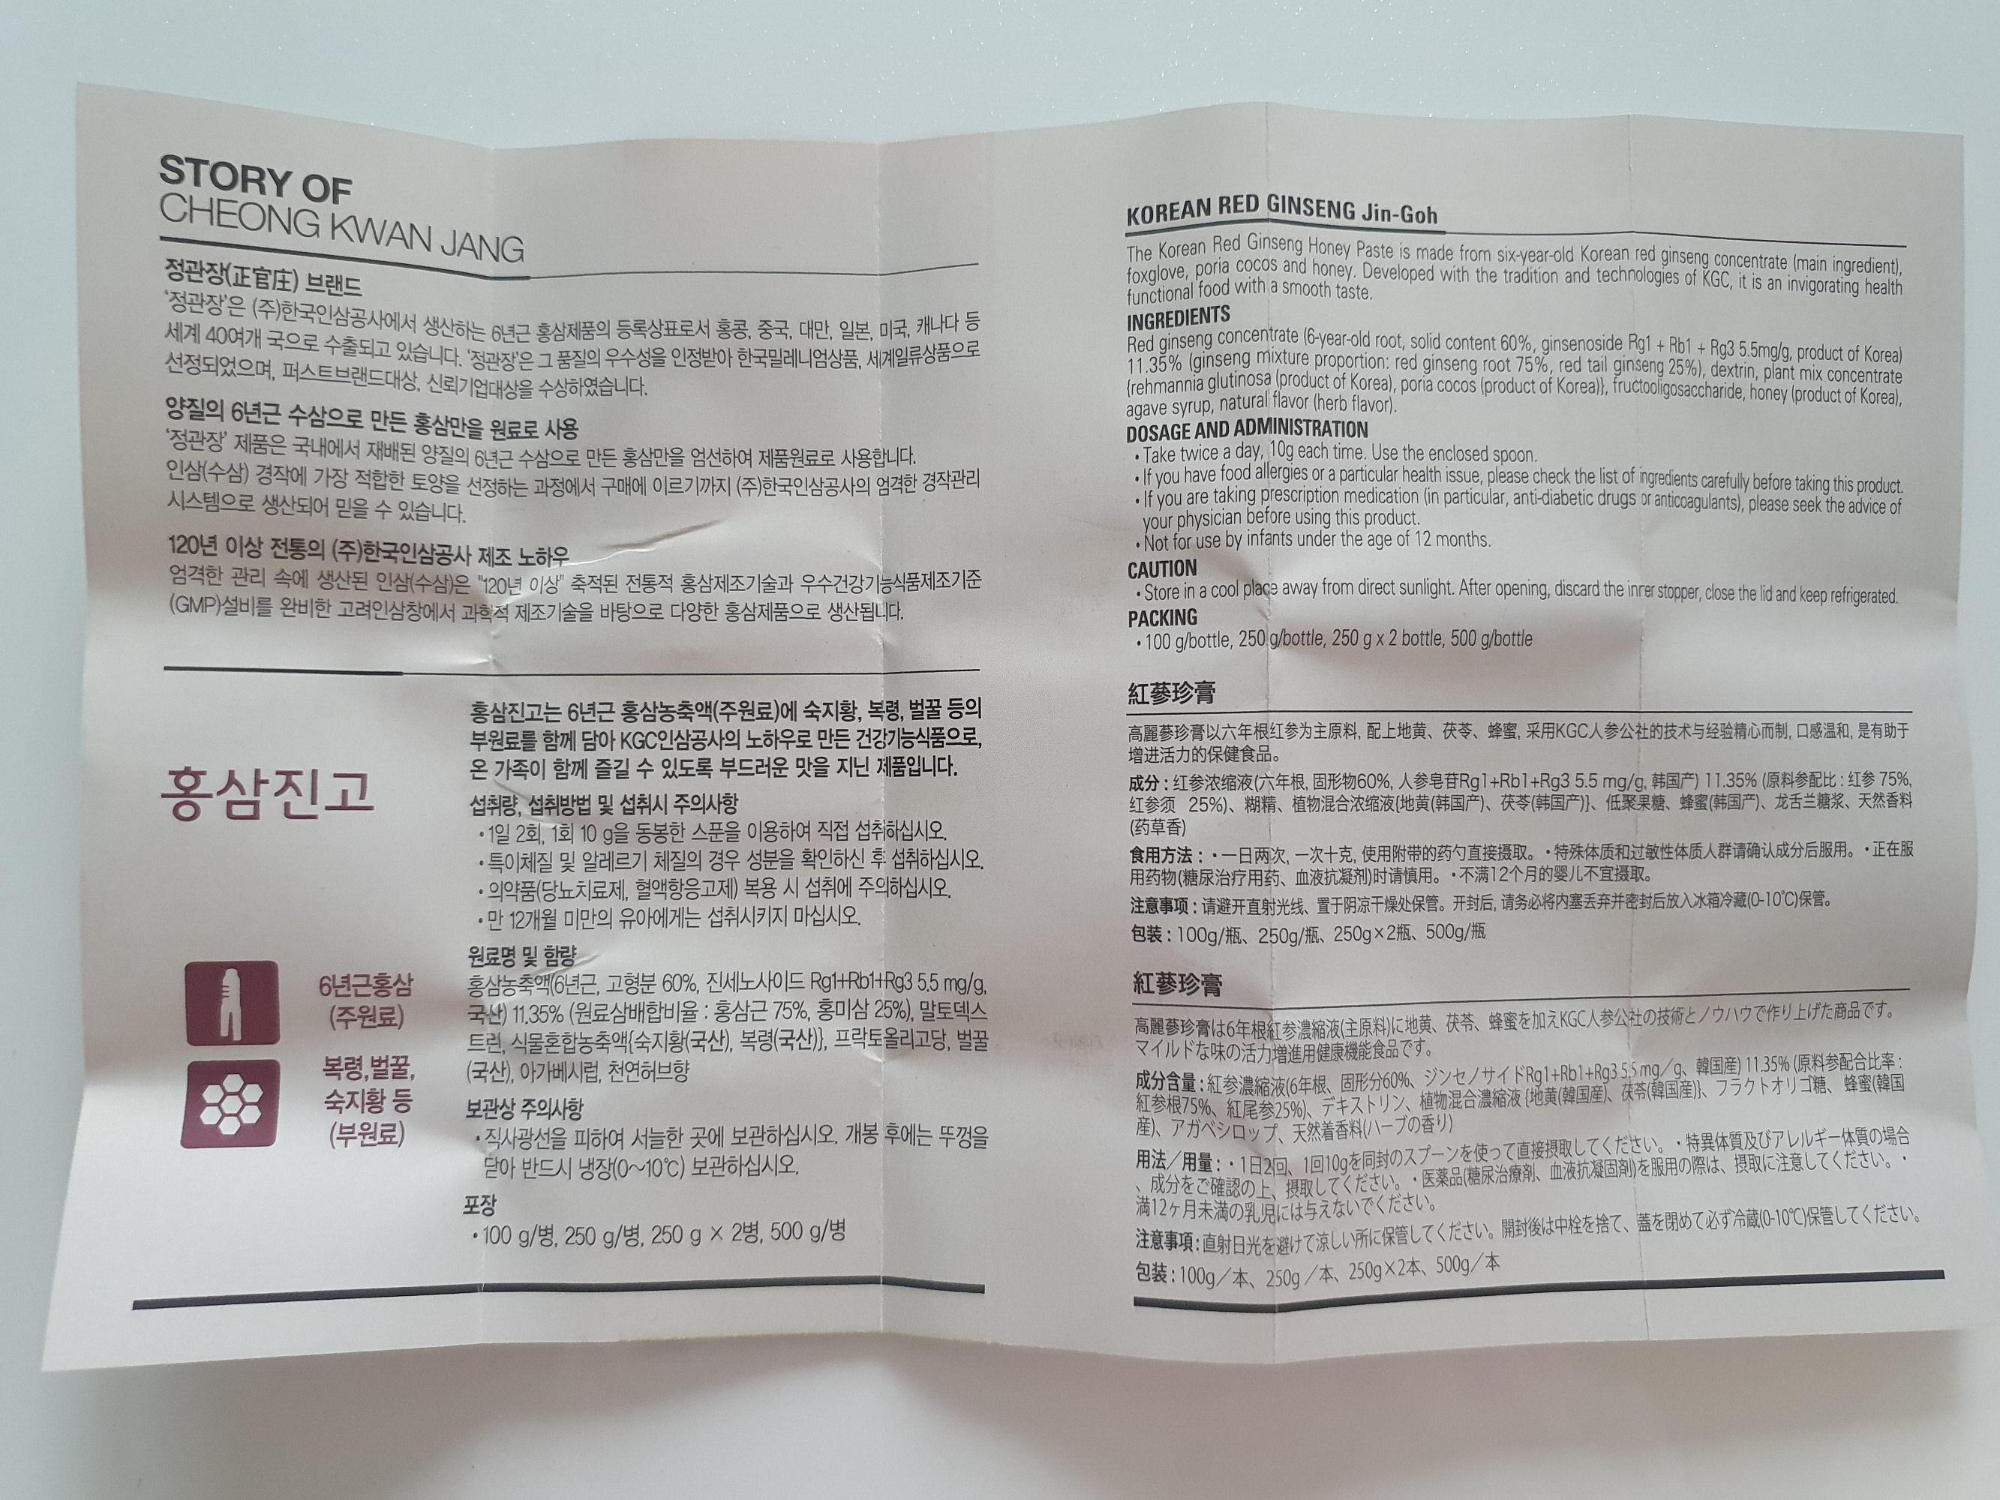 STORY OF
CHEONG KWAN JANG
정관장(正官庄) 브랜드
'정관장'은 (주)한국인삼공사에서 생산하는 6년근 홍삼제품의 등록상표로서 홍콩, 중국, 대만, 일본, 미국, 캐나다 등
세계 40여개 국으로 수출되고 있습니다. '정관장'은 그 품질의 우수성을 인정받아 한국밀레니엄상품, 세계일류상품으로
선정되었으며, 퍼스트브랜드대상, 신뢰기업대상을 수상하였습니다.
양질의 6년근 수삼으로 만든 홍삼만을 원료로 사용
'정관장' 제품은 국내에서 재배된 양질의 6년근 수삼으로 만든 홍삼만을 엄선하여 제품원료로 사용합니다.
인삼(수삼) 경작에 가장 적합한 토양을 선정하는 과정에서 구매에 이르기까지 (주)한국인삼공사의 엄격한 경작관리
시스템으로 생산되어 믿을 수 있습니다.
120년 이상 전통의 (주)한국인삼공사 제조 노하우
엄격한 관리 속에 생산된 인삼(수삼)은 "120년 이상" 축적된 전통적 홍삼제조기술과 우수건강기능식품제조기준
(GMP)설비를 완비한 고려인삼창에서 과학적 제조기술을 바탕으로 다양한 홍삼제품으로 생산됩니다.
홍삼진고
홍삼진고는 6년근 홍삼농축액(주원료)에 숙지황, 복령, 벌꿀 등의
부원료를 함께 담아 KGC인삼공사의 노하우로 만든 건강기능식품으로,
온 가족이 함께 즐길 수 있도록 부드러운 맛을 지닌 제품입니다.
섭취량, 섭취방법 및 섭취시 주의사항
• 1일 2회, 1회 10 g을 동봉한 스푼을 이용하여 직접 섭취하십시오.
• 특이체질 및 알레르기 체질의 경우 성분을 확인하신 후 섭취하십시오.
• 의약품(당뇨치료제, 혈액항응고제) 복용 시 섭취에 주의하십시오.
• 만 12개월 미만의 유아에게는 섭취시키지 마십시오.
6년근홍삼
(주원료)
복령, 벌꿀,
숙지황 등
(부원료)
원료명 및 함량
홍삼농축액(6년근, 고형분 60%, 진세노사이드 Rg1+Rb1+Rg3 5.5 mg/g,
국산) 11.35% (원료삼배합비율 : 홍삼근 75%, 홍미삼 25%), 말토덱스
트린, 식물혼합농축액{숙지황(국산), 복령(국산)}, 프락토올리고당, 벌꿀
(국산), 아가베시럽, 천연허브향
보관상 주의사항
• 직사광선을 피하여 서늘한 곳에 보관하십시오. 개봉 후에는 뚜껑을
닫아 반드시 냉장(0~10℃) 보관하십시오.
포장
• 100 g/병, 250 g/병, 250 g × 2병, 500 g/병
KOREAN RED GINSENG Jin-Goh
The Korean Red Ginseng Honey Paste is made from six-year-old Korean red ginseng concentrate (main ingredient),
foxglove, poria cocos and honey. Developed with the tradition and technologies of KGC, it is an invigorating health
functional food with a smooth taste.
INGREDIENTS
Red ginseng concentrate (6-year-old root, solid content 60%, ginsenoside Rg1 + Rb1 + Rg3 5.5mg/g, product of Korea)
11.35% (ginseng mixture proportion: red ginseng root 75%, red tail ginseng 25%), dextrin, plant mix concentrate
{rehmannia glutinosa (product of Korea), poria cocos (product of Korea)}, fructooligosaccharide, honey (product of Korea),
agave syrup, natural flavor (herb flavor).
DOSAGE AND ADMINISTRATION
• Take twice a day, 10g each time. Use the enclosed spoon.
• If you have food allergies or a particular health issue, please check the list of ingredients carefully before taking this product.
• If you are taking prescription medication (in particular, anti-diabetic drugs or anticoagulants), please seek the advice of
your physician before using this product.
• Not for use by infants under the age of 12 months.
CAUTION
• Store in a cool place away from direct sunlight. After opening, discard the inner stopper, close the lid and keep refrigerated.
PACKING
• 100 g/bottle, 250 g/bottle, 250 g x 2 bottle, 500 g/bottle
紅蔘珍膏
高麗蔘珍膏以六年根红参为主原料, 配上地黄、茯苓、蜂蜜, 采用KGC人参公社的技术与经验精心而制, 口感温和, 是有助于
增进活力的保健食品。
成分 : 红参浓缩液(六年根, 固形物60%, 人参皂苷Rg1+Rb1+Rg3 5.5 mg/g, 韩国产) 11.35% (原料参配比 : 红参 75%,
红参须 25%)、糊精、植物混合浓缩液{地黄(韩国产)、茯苓(韩国产)}、低聚果糖、蜂蜜(韩国产)、龙舌兰糖浆、天然香料
(药草香)
食用方法 : • 一日两次, 一次十克, 使用附带的药勺直接摄取。 • 特殊体质和过敏性体质人群请确认成分后服用。 • 正在服
用药物(糖尿治疗用药、血液抗凝剂)时请慎用。 • 不满12个月的婴儿不宜摄取。
注意事项 : 请避开直射光线、置于阴凉干燥处保管。开封后, 请务必将内塞丢弃并密封后放入冰箱冷藏(0-10℃)保管。
包装 : 100g/瓶、250g/瓶、250g×2瓶、500g/瓶
紅蔘珍膏
高麗蔘珍膏は6年根紅参濃縮液(主原料)に地黄、茯苓、蜂蜜を加えKGC人参公社の技術とノウハウで作り上げた商品です。
マイルドな味の活力増進用健康機能食品です。
成分含量 : 紅参濃縮液(6年根、固形分60%、ジンセノサイドRg1+Rb1+Rg3 5.5 mg／g、韓国産) 11.35% (原料参配合比率 :
紅参根75%、紅尾参25%)、デキストリン、植物混合濃縮液 {地黄(韓国産)、茯苓(韓国産)}、フラクトオリゴ糖、蜂蜜(韓国
産)、アガベシロップ、天然着香料(ハーブの香り)
用法／用量 : • 1日2回、1回10gを同封のスプーンを使って直接摂取してください。 • 特異体質及びアレルギー体質の場合
、成分をご確認の上、摂取してください。 • 医薬品(糖尿治療剤、血液抗凝固剤)を服用の際は、摂取に注意してください。 •
満12ヶ月未満の乳児には与えないでください。
注意事項 : 直射日光を避けて涼しい所に保管してください。開封後は中栓を捨て、蓋を閉めて必ず冷蔵(0-10℃)保管してください。
包装 : 100g／本、250g／本、250g×2本、500g／本